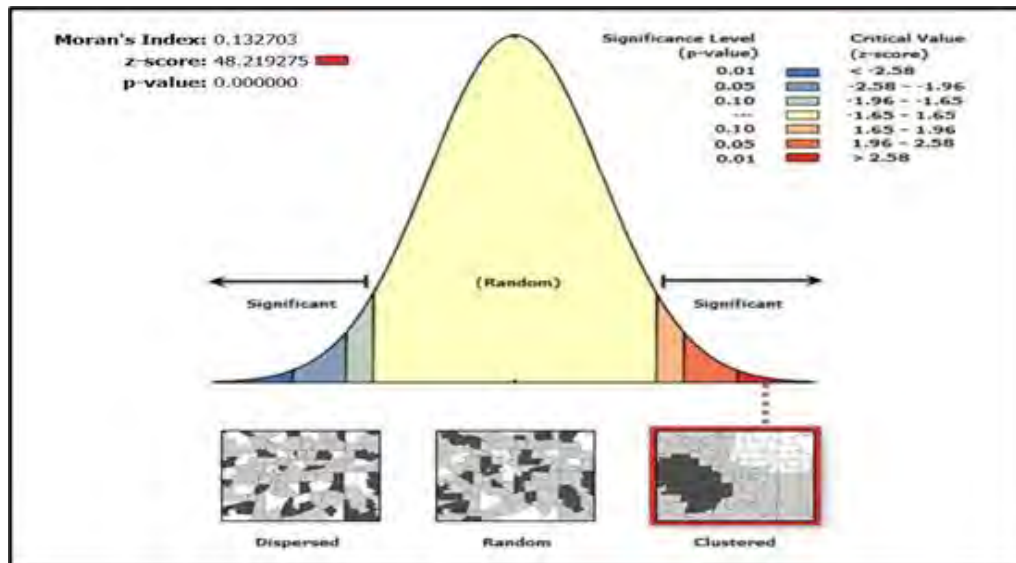 Moran's Index: 0.132703
z-score: 48.219275
p-value: 0.000000
Significance Level
(p-value)
Critical Value
(z-score)
0.01 < -2.58
0.05 -2.58 - -1.96
0.10 -1.96 - -1.65
--- -1.65 - 1.65
0.10 1.65 - 1.96
0.05 1.96 - 2.58
0.01 > 2.58
(Random)
Significant
Significant
Dispersed
Random
Clustered